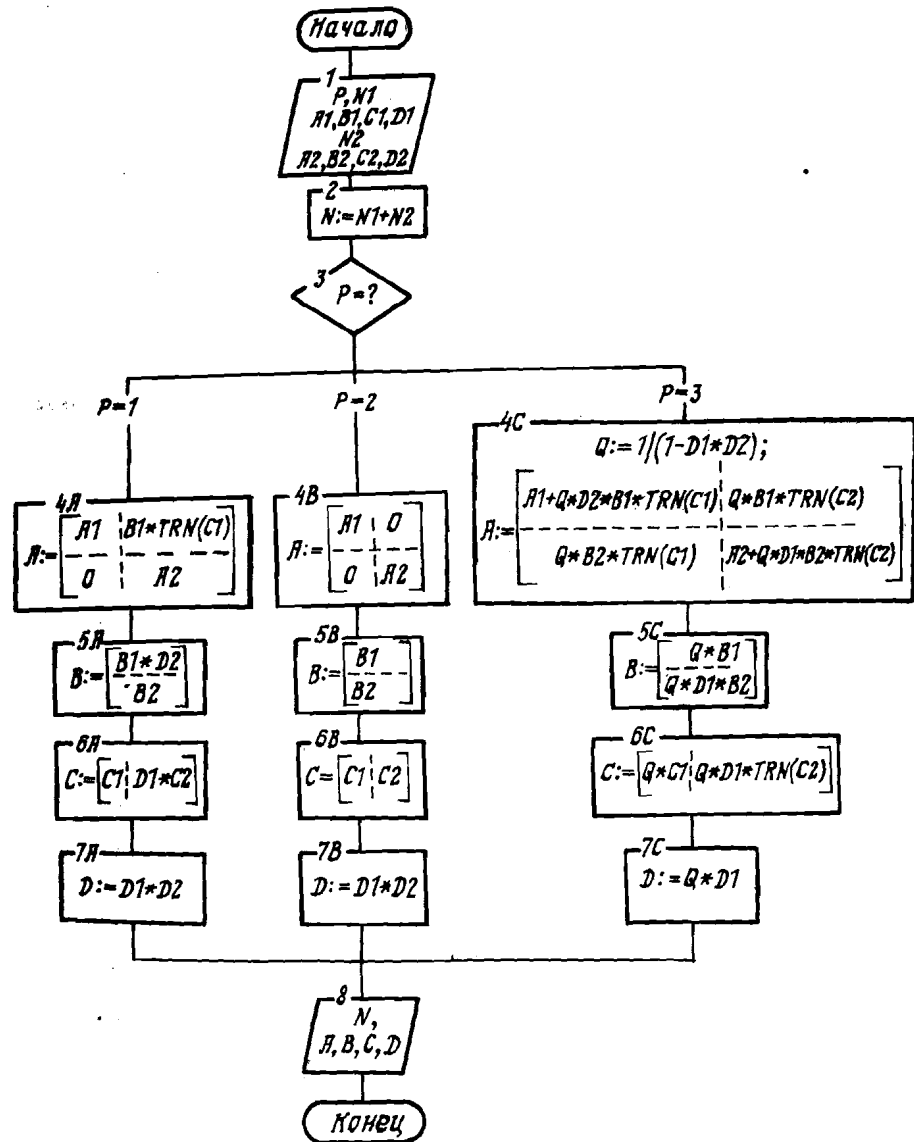 Начало
1
P, N1
A1, B1, C1, D1
N2
A2, B2, C2, D2
2
N:=N1+N2
3
P=?
P=1
P=2
P=3
4A
A:=[A1 B1*TRN(C1)
0 A2]
4B
A:=[A1 0
0 A2]
4C
Q:=1/(1-D1*D2);
A:=[A1+Q*D2*B1*TRN(C1) Q*B1*TRN(C2)
Q*B2*TRN(C1) A2+Q*D1*B2*TRN(C2)]
5A
B:=[B1*D2
B2]
5B
B:=[B1
B2]
5C
B:=[Q*B1
Q*D1*B2]
6A
C:=[C1 D1*C2]
6B
C=[C1 C2]
6C
C:=[Q*C1 Q*D1*TRN(C2)]
7A
D:=D1*D2
7B
D:=D1*D2
7C
D:=Q*D1
8
N,
A, B, C, D
Конец